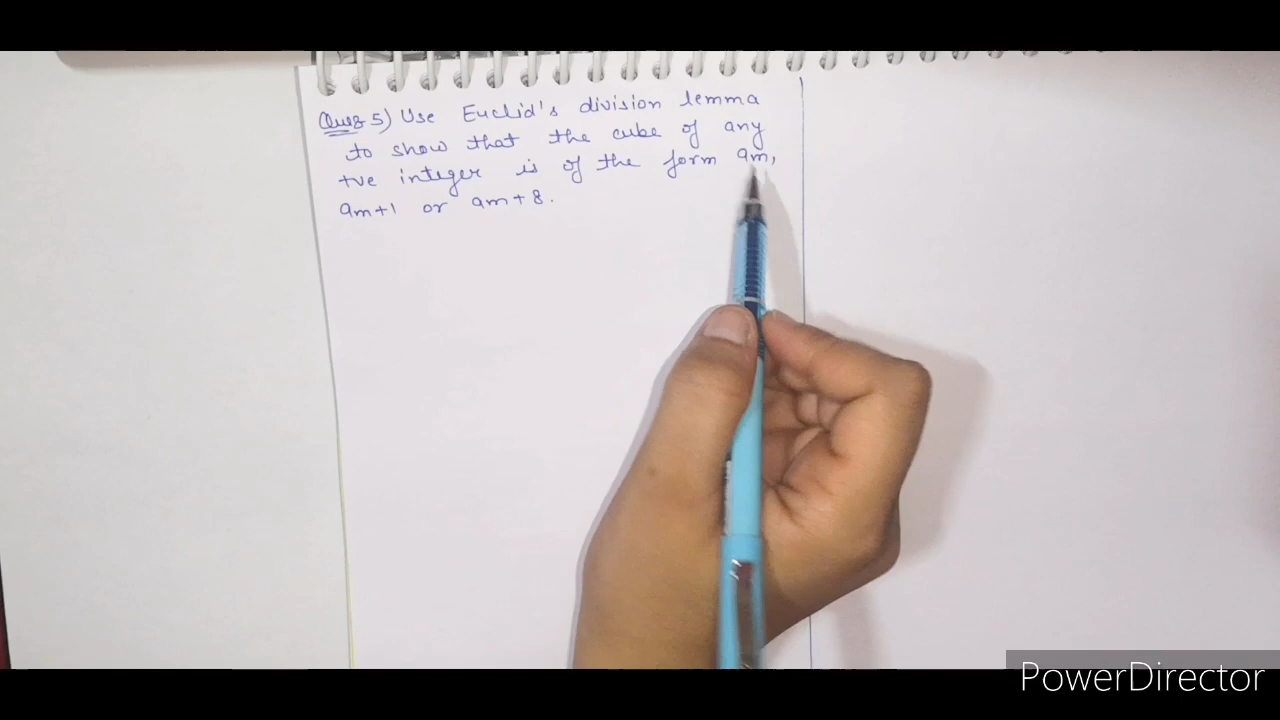 Ques 5) Use Euclid's division lemma
to show that the cube of any
+ve integer is of the form 9m,
9m+1 or 9m+8.
PowerDirector